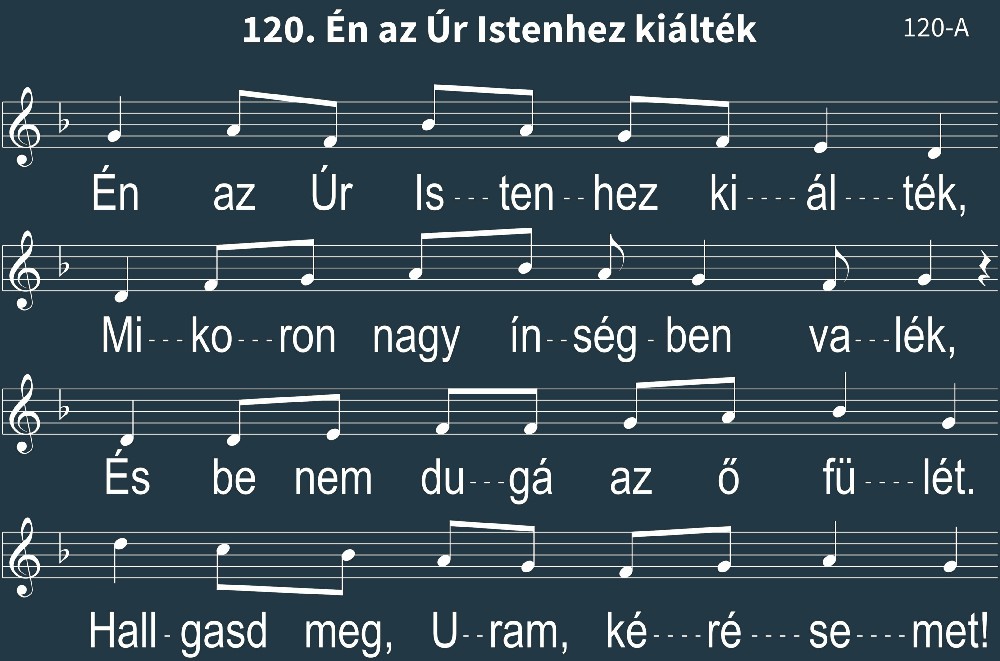 120. Én az Úr Istenhez kiálték
120-A
Én az Úr Is---ten--hez ki----ál----ték,
Mi---ko---ron nagy ín--ség-ben va---lék,
És be nem du---gá az ő fü----lét.
Hall-gasd meg, U--ram, ké----ré----se----met!